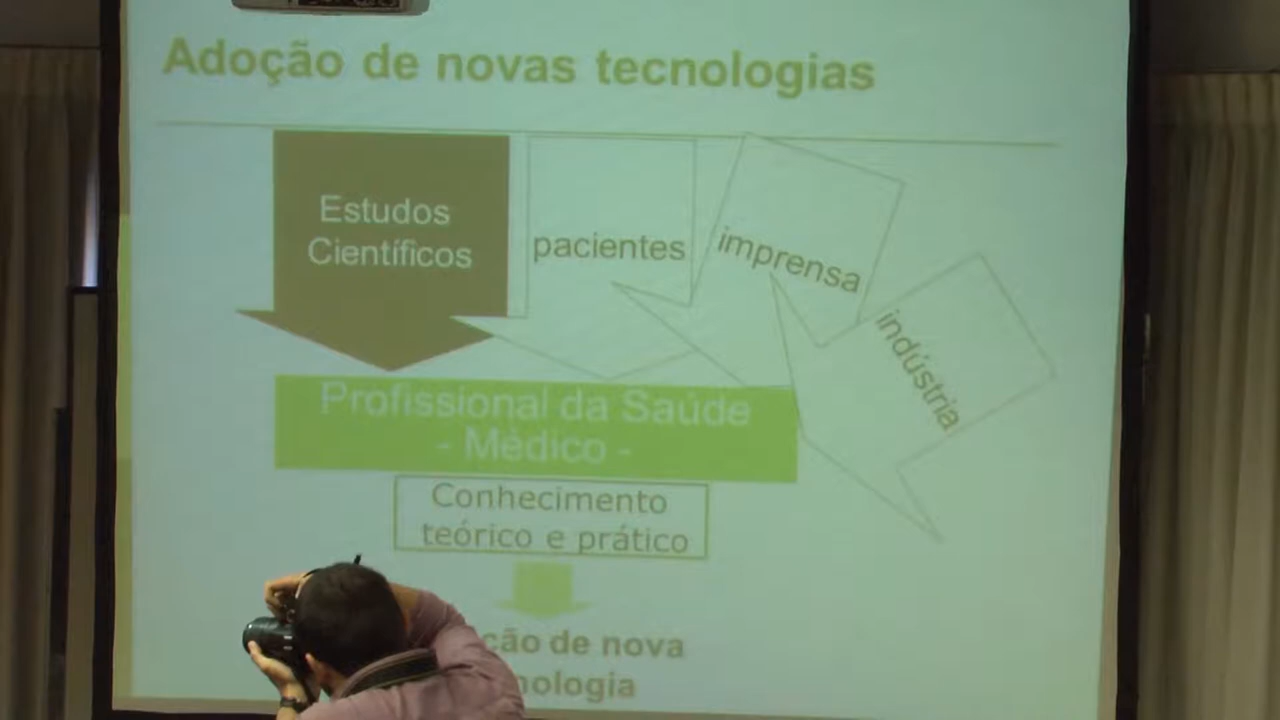 Adoção de novas tecnologias
Estudos
Científicos
pacientes
imprensa
indústria
Profissional da Saúde
- Médico -
Conhecimento
teórico e prático
ção de nova
nologia